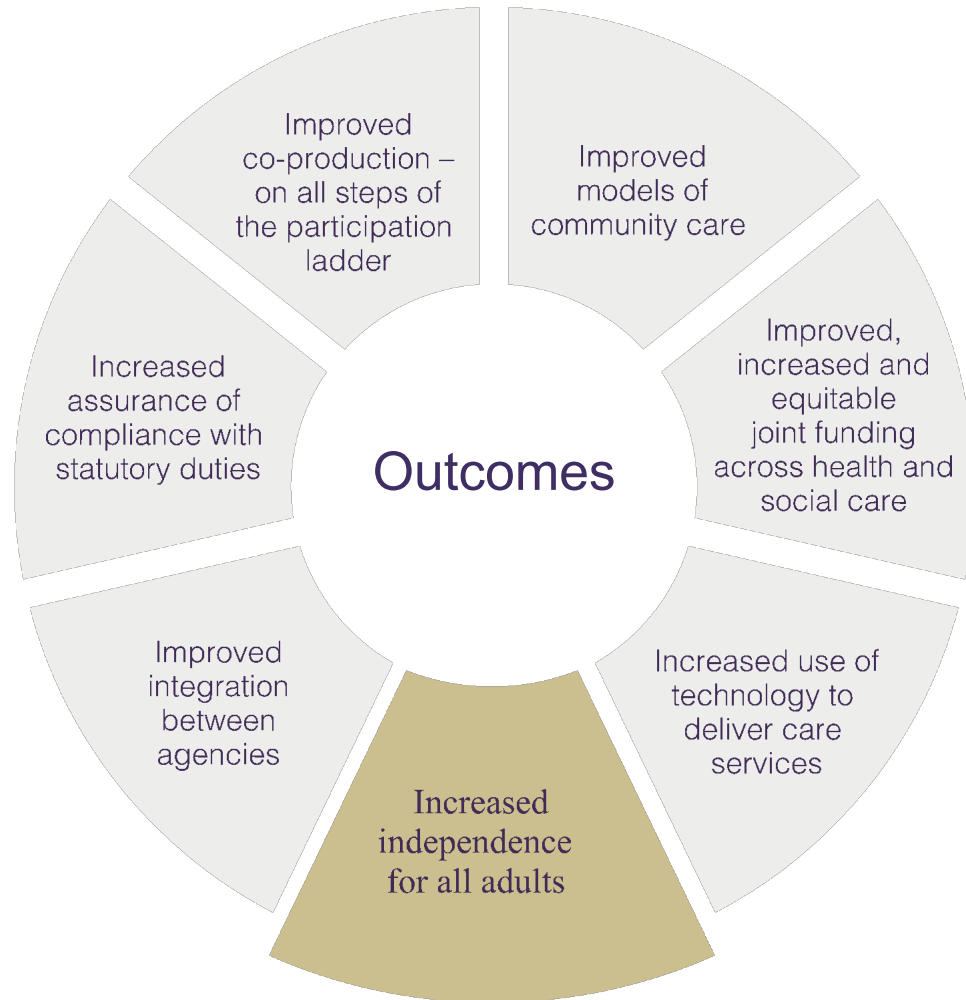 Improved
co-production –
on all steps of
the participation
ladder
Improved
models of
community care
Improved,
increased and
equitable
joint funding
across health and
social care
Increased use of
technology to
deliver care
services
Increased
independence
for all adults
Improved
integration
between
agencies
Increased
assurance of
compliance with
statutory duties
Outcomes